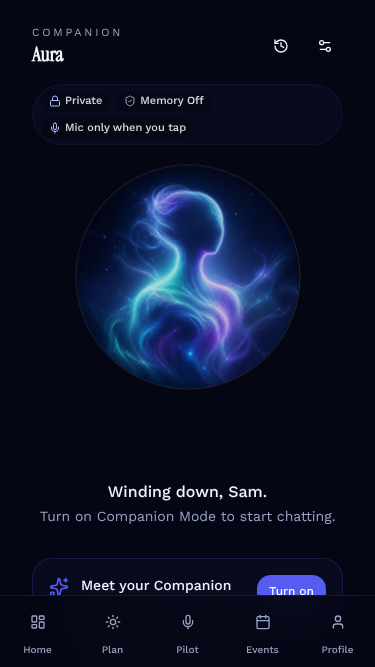 COMPANION
Aura
Private Memory Off
Mic only when you tap
Winding down, Sam.
Turn on Companion Mode to start chatting.
Meet your Companion Turn on
Home Plan Pilot Events Profile